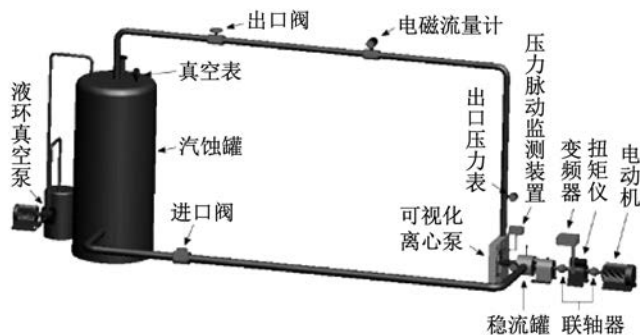 出口阀
电磁流量计
真空表
液环真空泵
汽蚀罐
进口阀
出口压力表
压力脉动监测装置
变频器
扭矩仪
电动机
可视化
离心泵
稳流罐
联轴器